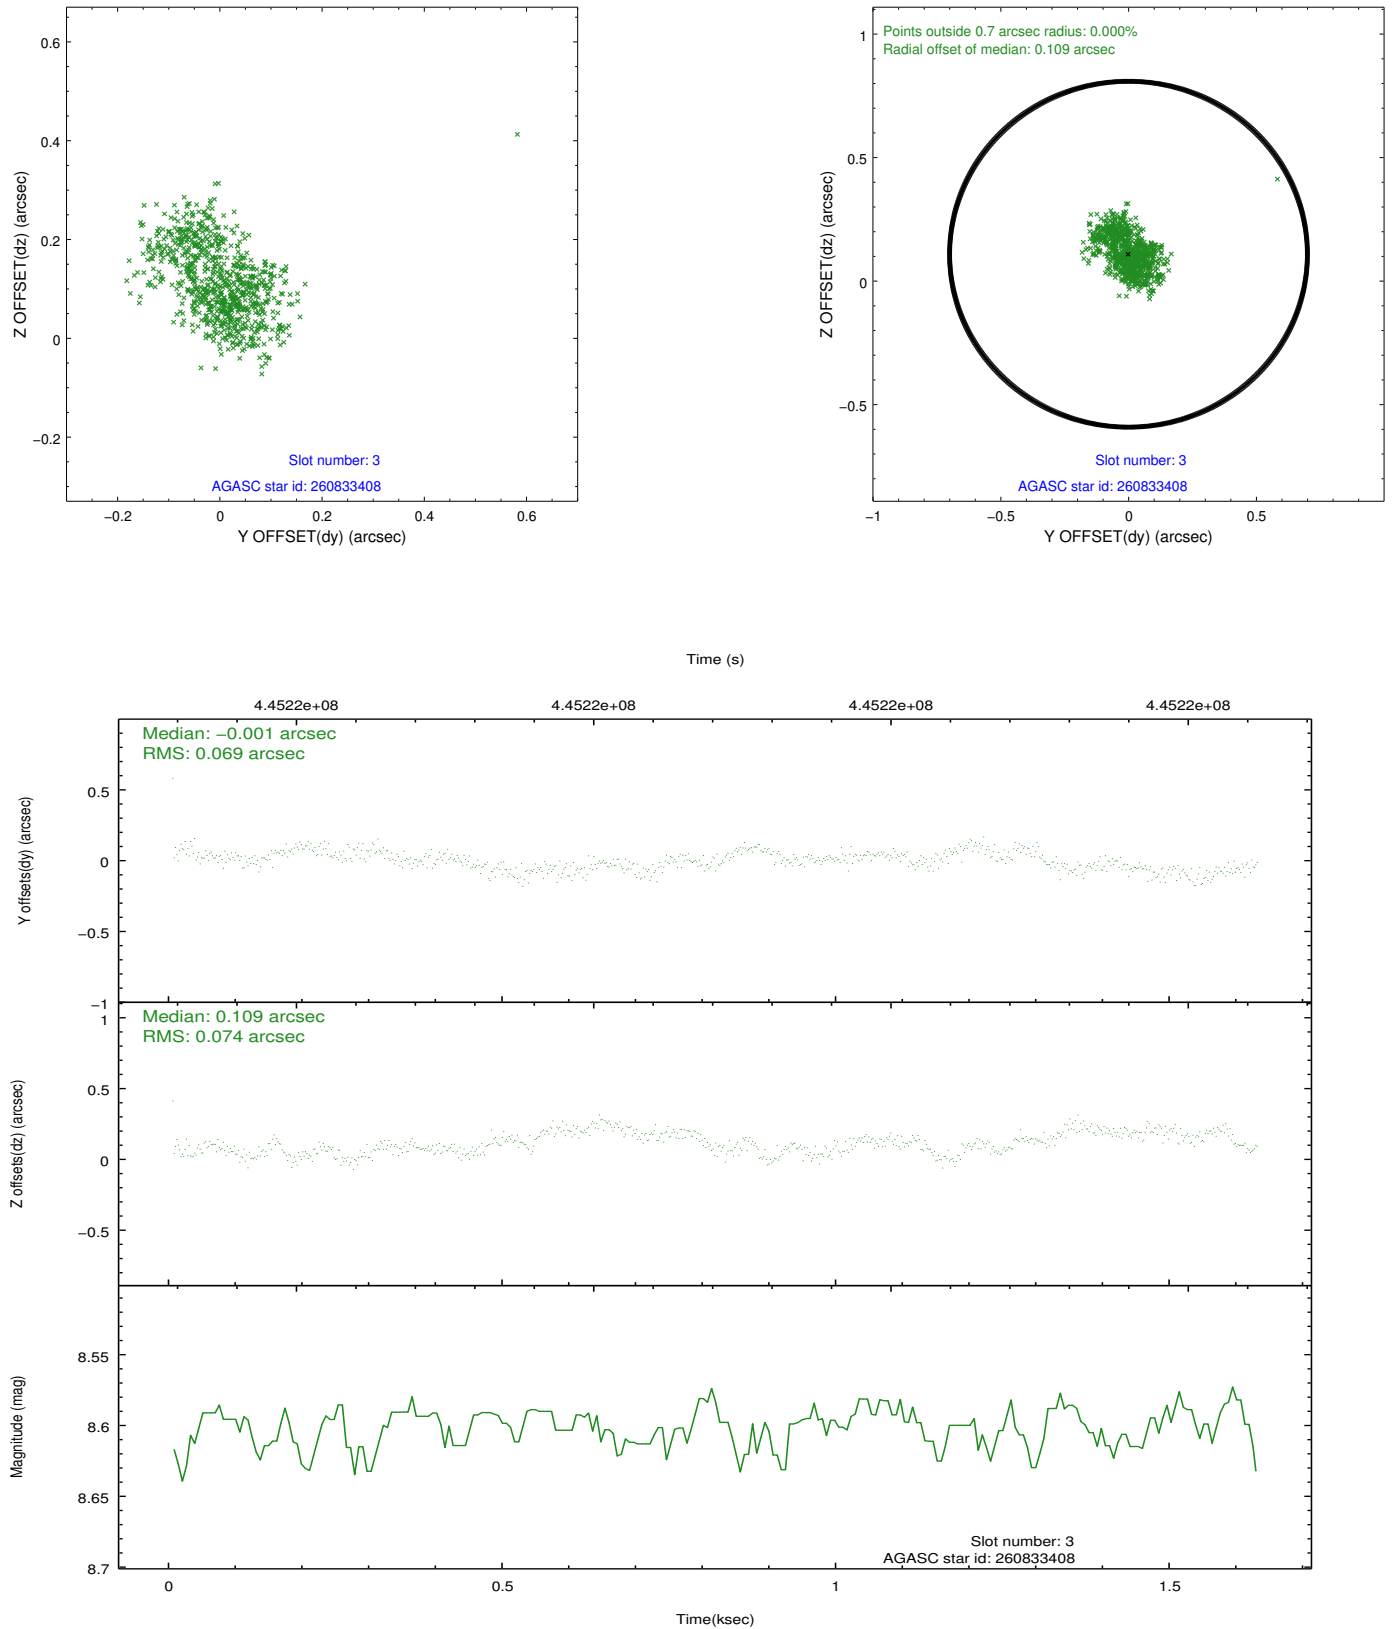 0.6
0.4
0.2
0
−0.2
Z OFFSET(dz) (arcsec)
Slot number: 3
AGASC star id: 260833408
−0.2 0 0.2 0.4 0.6
Y OFFSET(dy) (arcsec)
Points outside 0.7 arcsec radius: 0.000%
Radial offset of median: 0.109 arcsec
1
0.5
0
−0.5
Z OFFSET(dz) (arcsec)
Slot number: 3
AGASC star id: 260833408
−1 −0.5 0 0.5
Y OFFSET(dy) (arcsec)
Time (s)
4.4522e+08 4.4522e+08 4.4522e+08 4.4522e+08
Median: −0.001 arcsec
RMS: 0.069 arcsec
0.5
0
−0.5
−1
Y offsets(dy) (arcsec)
Median: 0.109 arcsec
RMS: 0.074 arcsec
1
0.5
0
−0.5
Z offsets(dz) (arcsec)
8.55
8.6
8.65
8.7
Magnitude (mag)
Slot number: 3
AGASC star id: 260833408
0 0.5 1 1.5
Time(ksec)